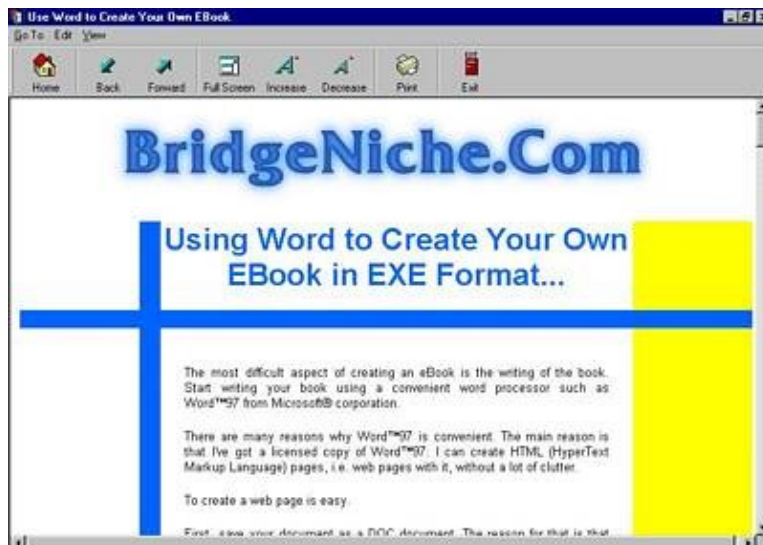 Use Word to Create Your Own EBook
GoTo Edit View
Home Back Forward Full Screen Increase Decrease Print Exit
BridgeNiche.Com
Using Word to Create Your Own
EBook in EXE Format...
The most difficult aspect of creating an eBook is the writing of the book.
Start writing your book using a convenient word processor such as
Word™97 from Microsoft® corporation.
There are many reasons why Word™97 is convenient. The main reason is
that I've got a licensed copy of Word™97. I can create HTML (HyperText
Markup Language) pages, i.e. web pages with it, without a lot of clutter.
To create a web page is easy.
First, save your document as a DOC document. The reason for that is that